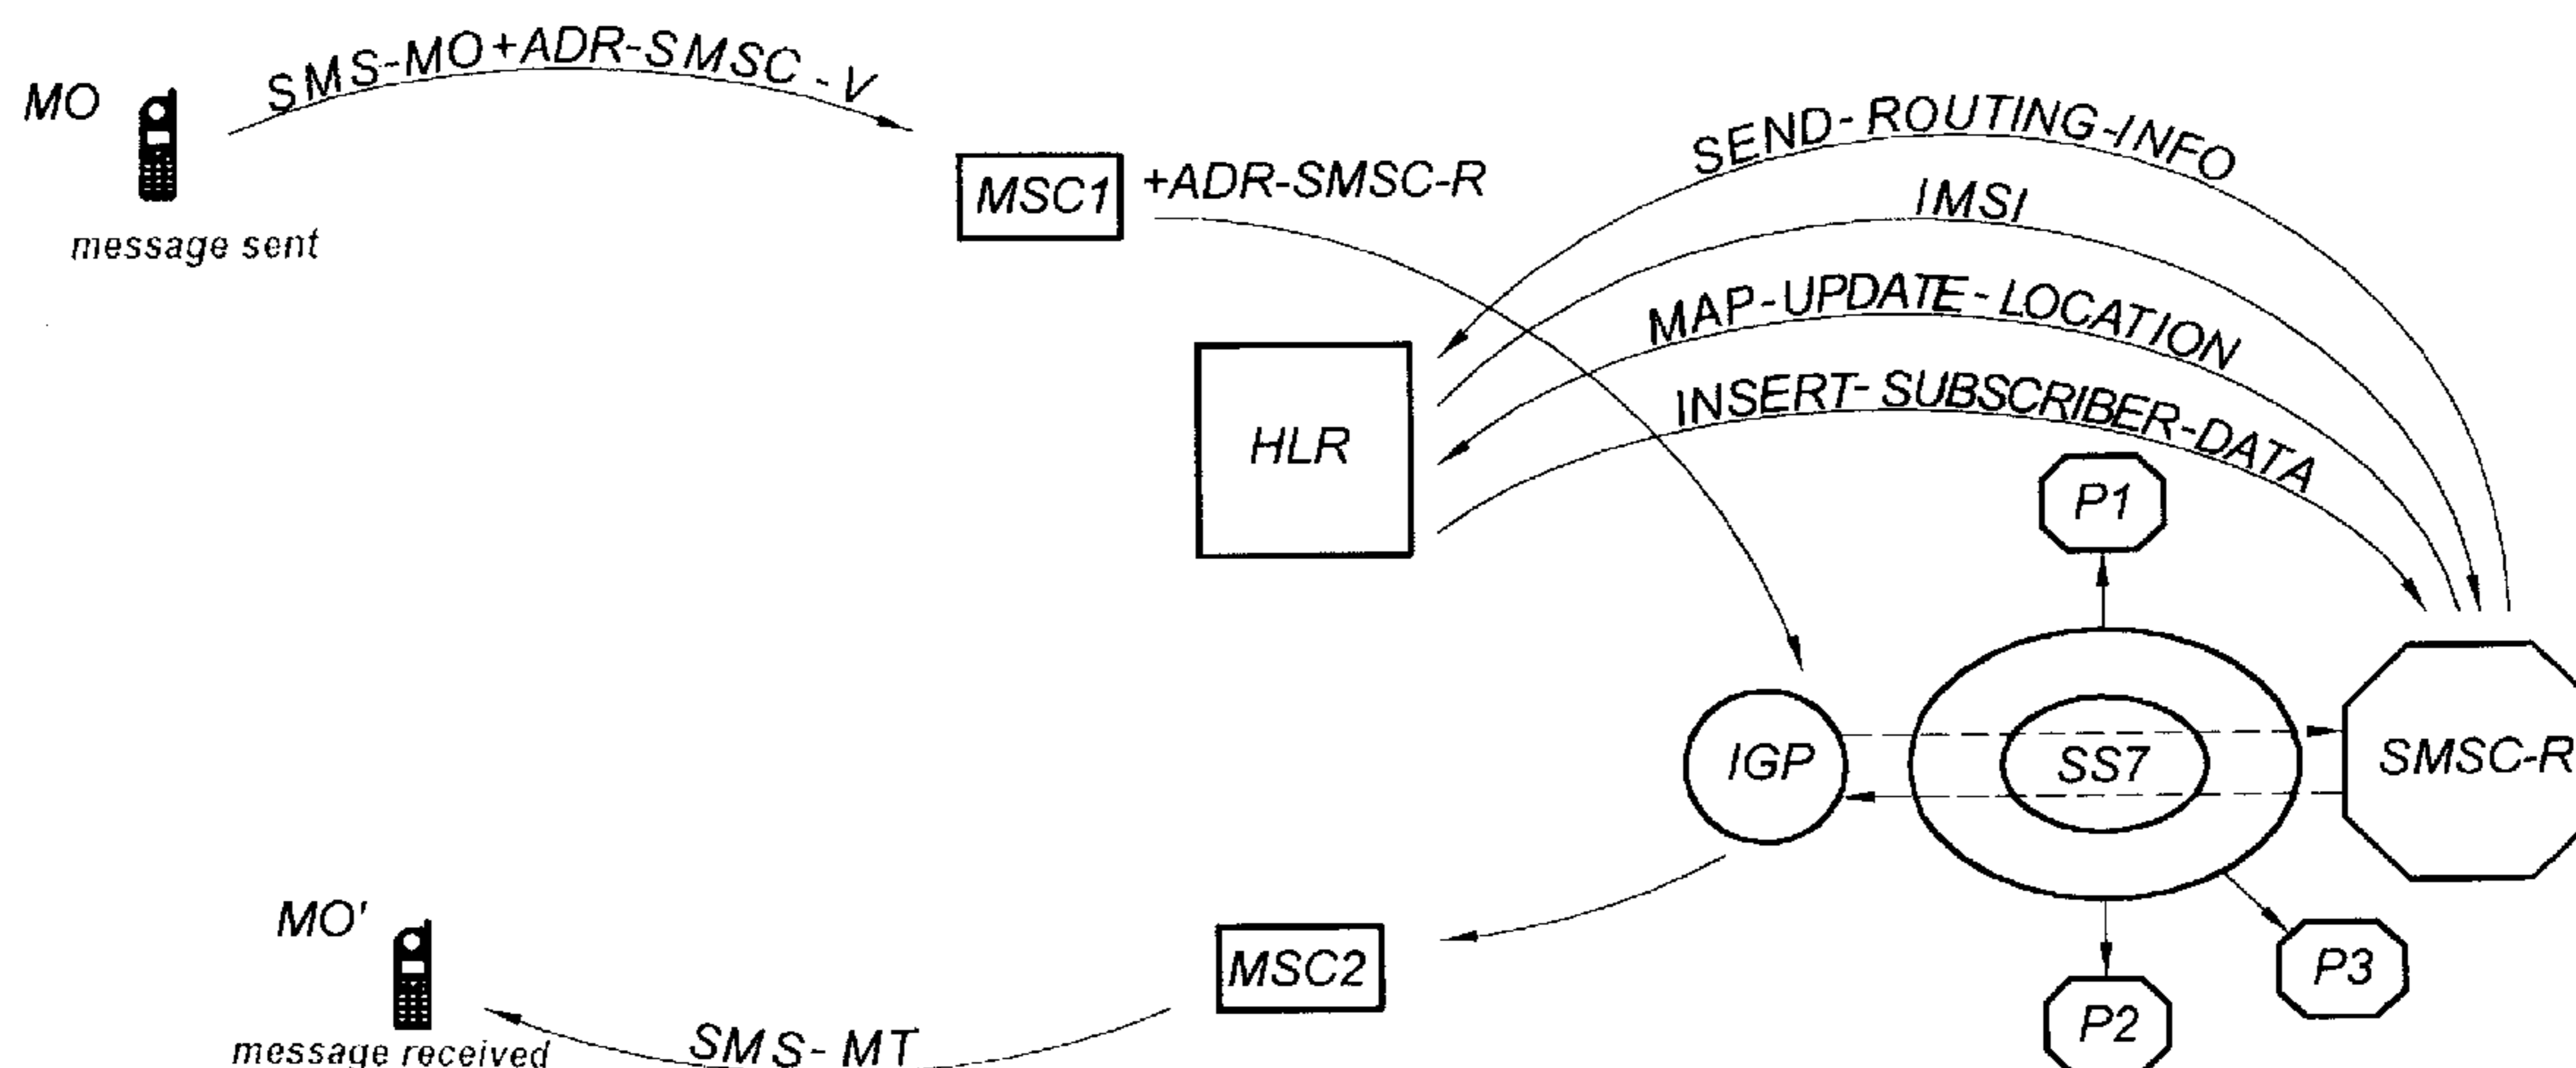 SMS-MO+ADR-SMSC-V
MO
message sent
MSC1
+ADR-SMSC-R
SEND-ROUTING-INFO
IMSI
MAP-UPDATE-LOCATION
INSERT-SUBSCRIBER-DATA
HLR
P1
IGP
SS7
SMSC-R
MO'
message received
SMS-MT
MSC2
P3
P2